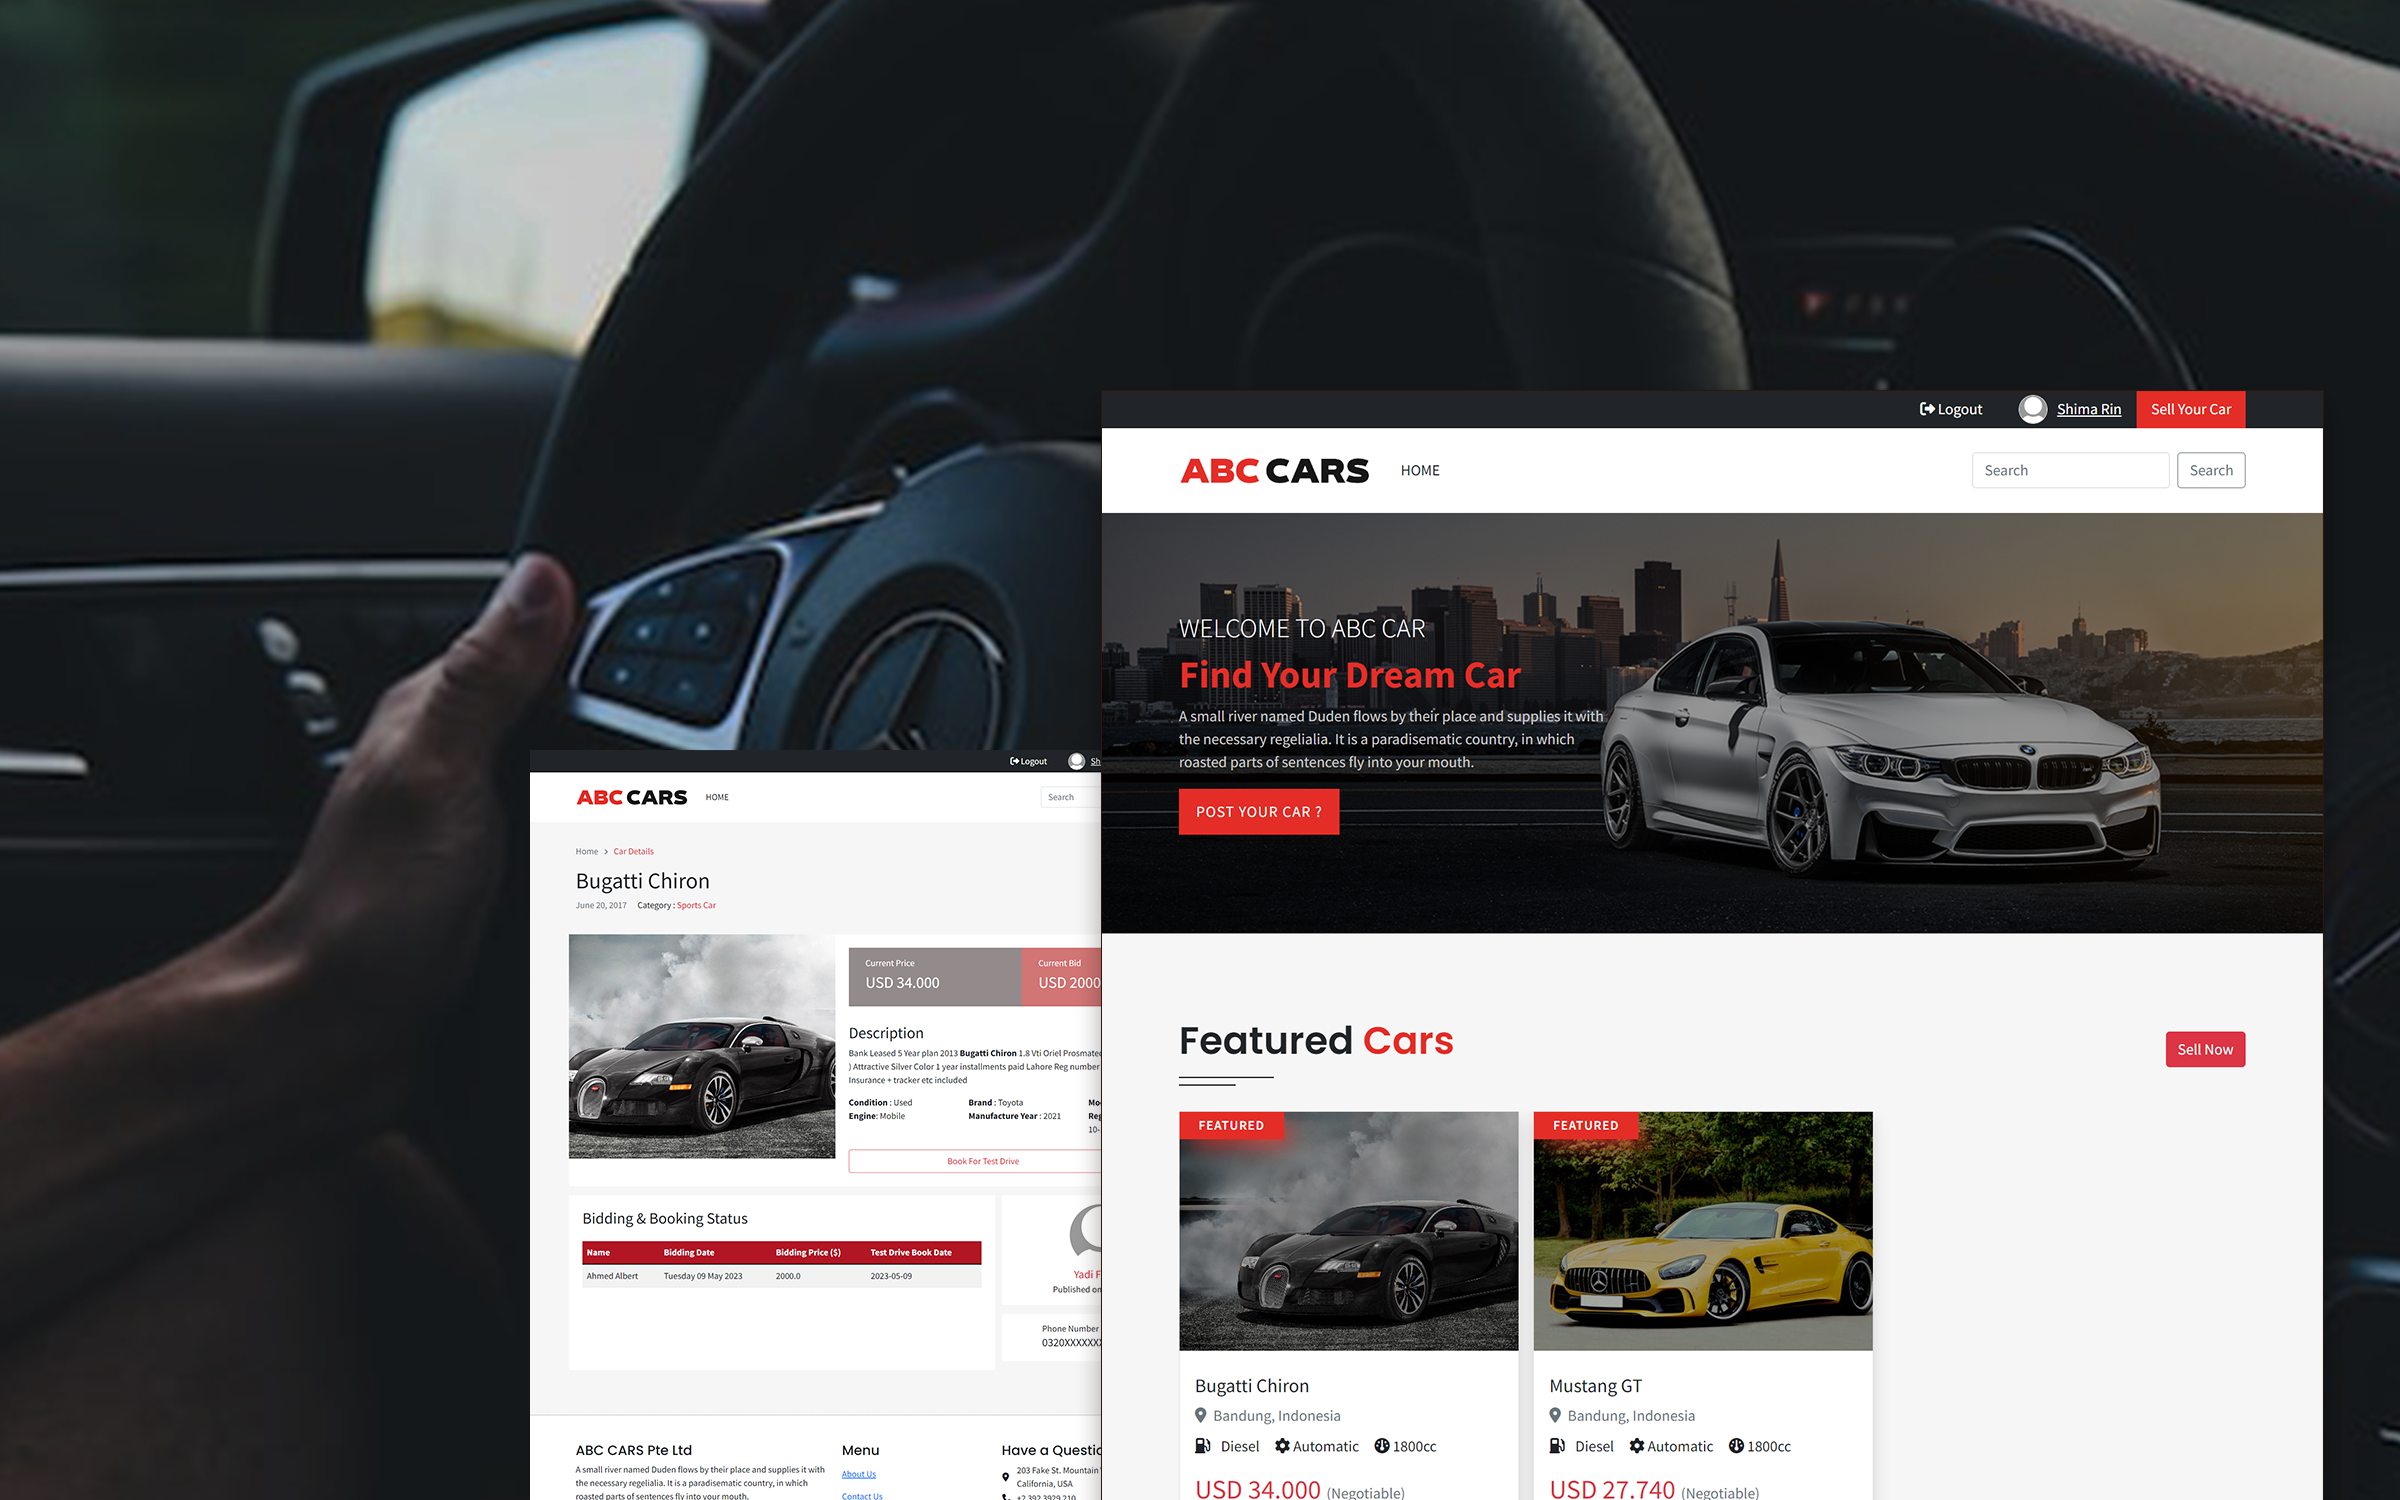 Logout
Shima Rin
Sell Your Car
ABC CARS
HOME
Search
Search
WELCOME TO ABC CAR
Find Your Dream Car
A small river named Duden flows by their place and supplies it with
the necessary regelialia. It is a paradisematic country, in which
roasted parts of sentences fly into your mouth.
POST YOUR CAR ?
Featured Cars
Sell Now
FEATURED
Bugatti Chiron
Bandung, Indonesia
Diesel Automatic 1800cc
USD 34.000 (Negotiable)
FEATURED
Mustang GT
Bandung, Indonesia
Diesel Automatic 1800cc
USD 27.740 (Negotiable)
Logout
Sh
ABC CARS
HOME
Search
Home > Car Details
Bugatti Chiron
June 20, 2017 Category : Sports Car
Current Price
USD 34.000
Current Bid
USD 2000
Description
Bank Leased 5 Year plan 2013 Bugatti Chiron 1.8 Vti Oriel Prosmatec
) Attractive Silver Color 1 year installments paid Lahore Reg number
Insurance + tracker etc included
Condition : Used Brand : Toyota Mo
Engine: Mobile Manufacture Year : 2021 Reg
10-
Book For Test Drive
Bidding & Booking Status
Name Bidding Date Bidding Price ($) Test Drive Book Date
Ahmed Albert Tuesday 09 May 2023 2000.0 2023-05-09
Yadi F
Published on
Phone Number
0320XXXXXX
ABC CARS Pte Ltd
A small river named Duden flows by their place and supplies it with
the necessary regelialia. It is a paradisematic country, in which
roasted parts of sentences fly into your mouth.
Menu
About Us
Contact Us
Have a Questio
203 Fake St. Mountain
California, USA
+2 392 3929 210